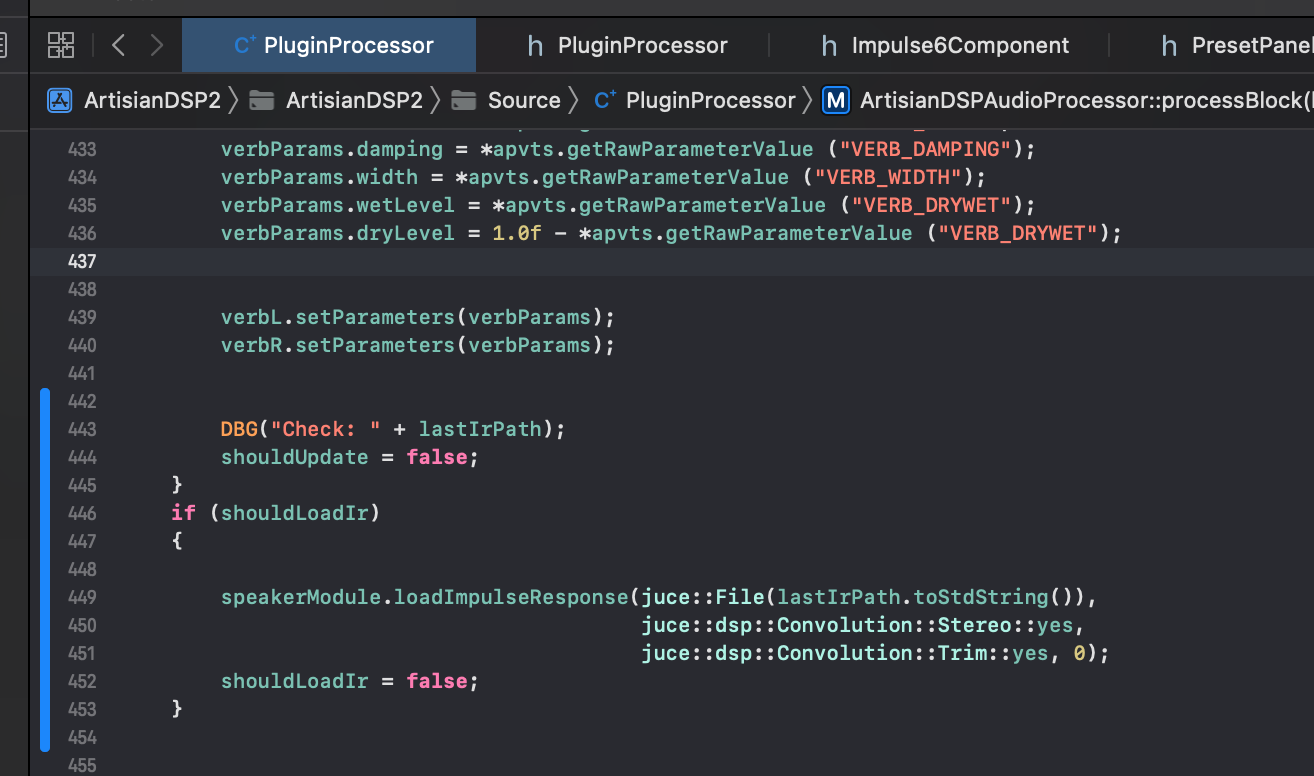 PluginProcessor
PluginProcessor
Impulse6Component
PresetPanel
ArtisianDSP2 ArtisianDSP2 Source PluginProcessor M ArtisianDSPAudioProcessor::processBlock(
433 verbParams.damping = *apvts.getRawParameterValue ("VERB_DAMPING");
434 verbParams.width = *apvts.getRawParameterValue ("VERB_WIDTH");
435 verbParams.wetLevel = *apvts.getRawParameterValue ("VERB_DRYWET");
436 verbParams.dryLevel = 1.0f - *apvts.getRawParameterValue ("VERB_DRYWET");
437
438
439 verbL.setParameters(verbParams);
440 verbR.setParameters(verbParams);
441
442
443 DBG("Check: " + lastIrPath);
444 shouldUpdate = false;
445 }
446 if (shouldLoadIr)
447 {
448
449 speakerModule.loadImpulseResponse(juce::File(lastIrPath.toStdString()),
450 juce::dsp::Convolution::Stereo::yes,
451 juce::dsp::Convolution::Trim::yes, 0);
452 shouldLoadIr = false;
453 }
454
455